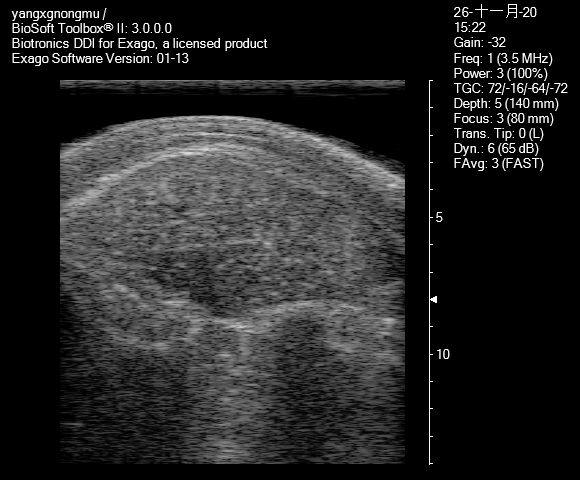 yangxgnongmu /
BioSoft Toolbox® II: 3.0.0.0
Biotronics DDI for Exago, a licensed product
Exago Software Version: 01-13
26-十一月-20
15:22
Gain: -32
Freq: 1 (3.5 MHz)
Power: 3 (100%)
TGC: 72/-16/-64/-72
Depth: 5 (140 mm)
Focus: 3 (80 mm)
Trans. Tip: 0 (L)
Dyn.: 6 (65 dB)
FAvg: 3 (FAST)
5
10